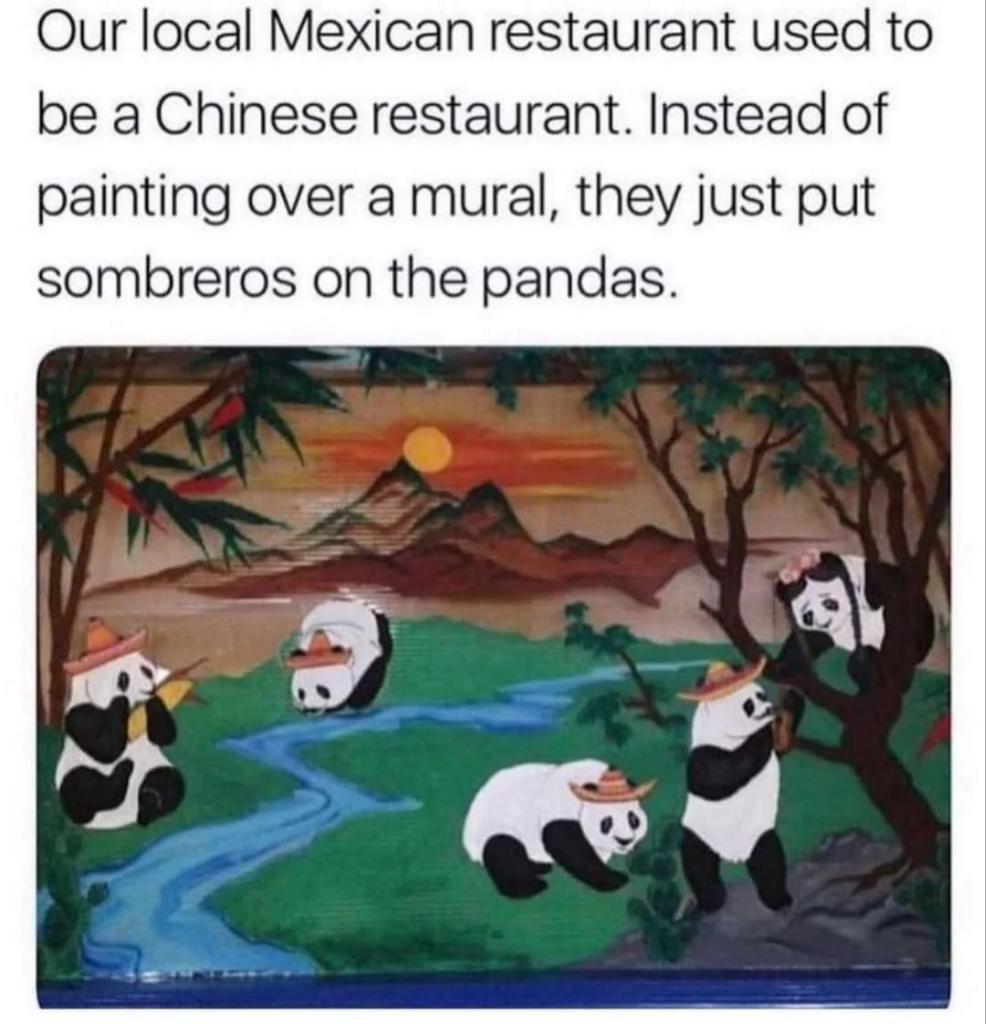 Our local Mexican restaurant used to
be a Chinese restaurant. Instead of
painting over a mural, they just put
sombreros on the pandas.